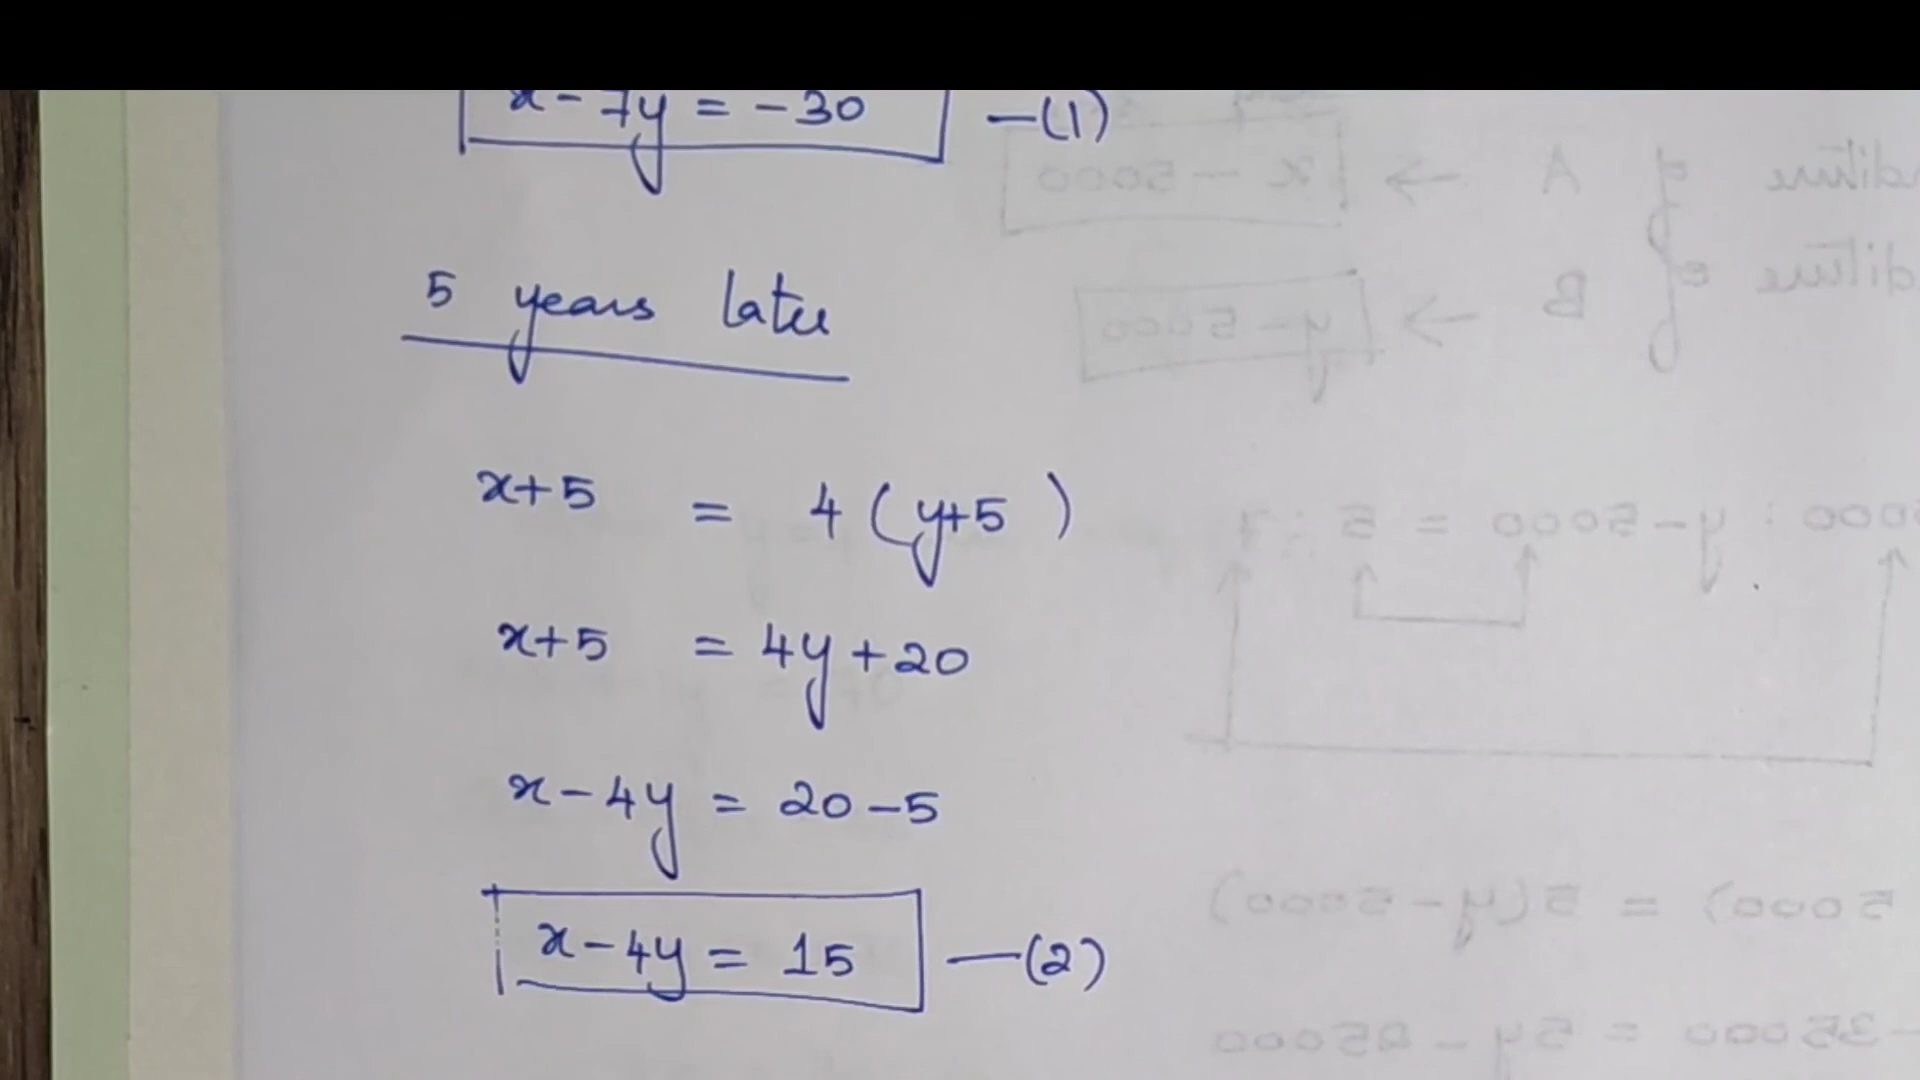 x - 7y = -30 —(1)
5 years later
x+5 = 4 (y+5)
x+5 = 4y + 20
x - 4y = 20 - 5
x - 4y = 15 —(2)